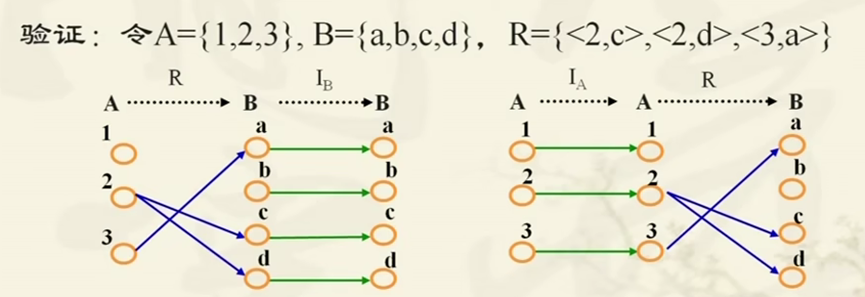 验证：令A={1,2,3}, B={a,b,c,d}，R={<2,c>,<2,d>,<3,a>}
R I_B
A B B
1 a a
2 b b
3 c c
d d
I_A R
A A B
1 1 a
2 2 b
3 3 c
d